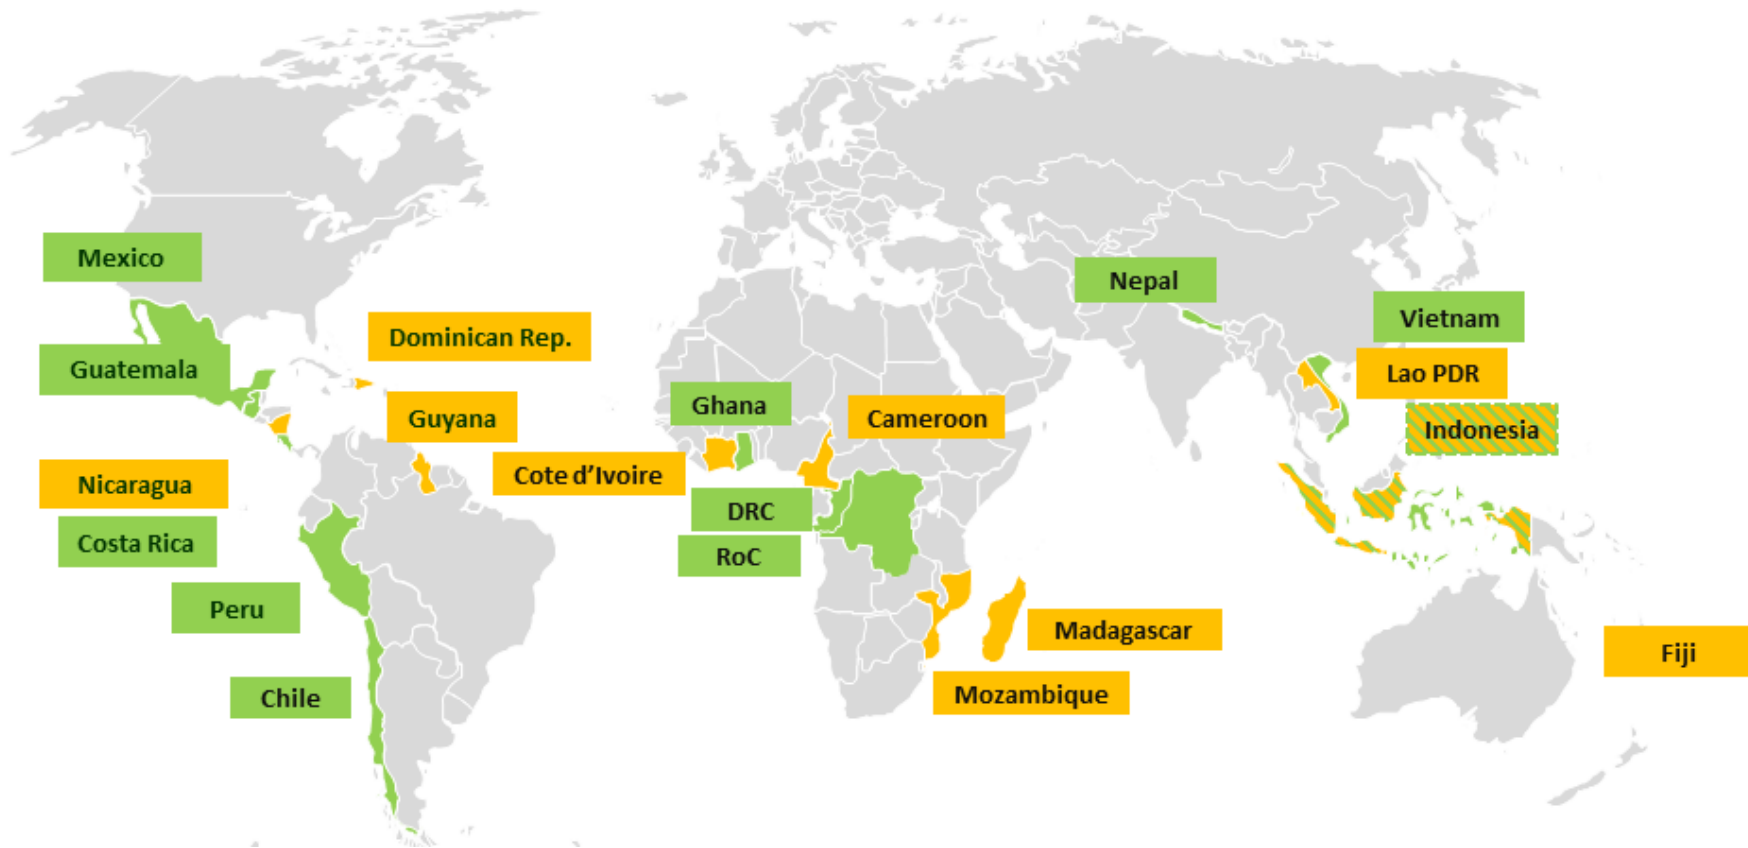 Mexico
Guatemala
Nicaragua
Costa Rica
Peru
Chile
Dominican Rep.
Guyana
Cote d’Ivoire
Ghana
Cameroon
DRC
RoC
Madagascar
Mozambique
Nepal
Vietnam
Lao PDR
Indonesia
Fiji